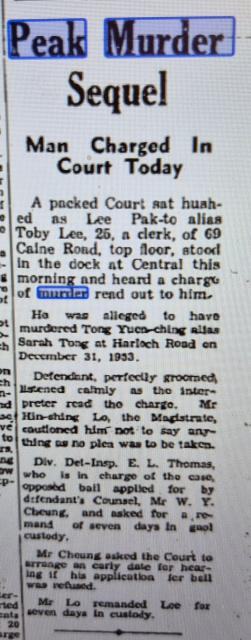 Peak Murder
Sequel
Man Charged In
Court Today
A packed Court sat hush-
ed as Lee Pak-to alias
Toby Lee, 25, a clerk, of 69
Caine Road, top floor, stood
in the dock at Central this
morning and heard a charge
of murder read out to him.
He was alleged to have
murdered Tong Yuen-ching alias
Sarah Tong at Harloch Road on
December 31, 1953.
Defendant, perfectly groomed,
listened calmly as the inter-
preter read the charge. Mr
Hin-shing Lo, the Magistrate,
cautioned him not to say any-
thing as no plea was to be taken.
Div. Det-Insp. E. L. Thomas,
who is in charge of the case,
opposed bail applied for by
defendant's Counsel, Mr W. Y.
Cheung, and asked for a re-
mand of seven days in gaol
custody.
Mr Cheung asked the Court to
arrange an early date for hear-
ing if his application for bail
was refused.
Mr Lo remanded Lee for
seven days in custody.